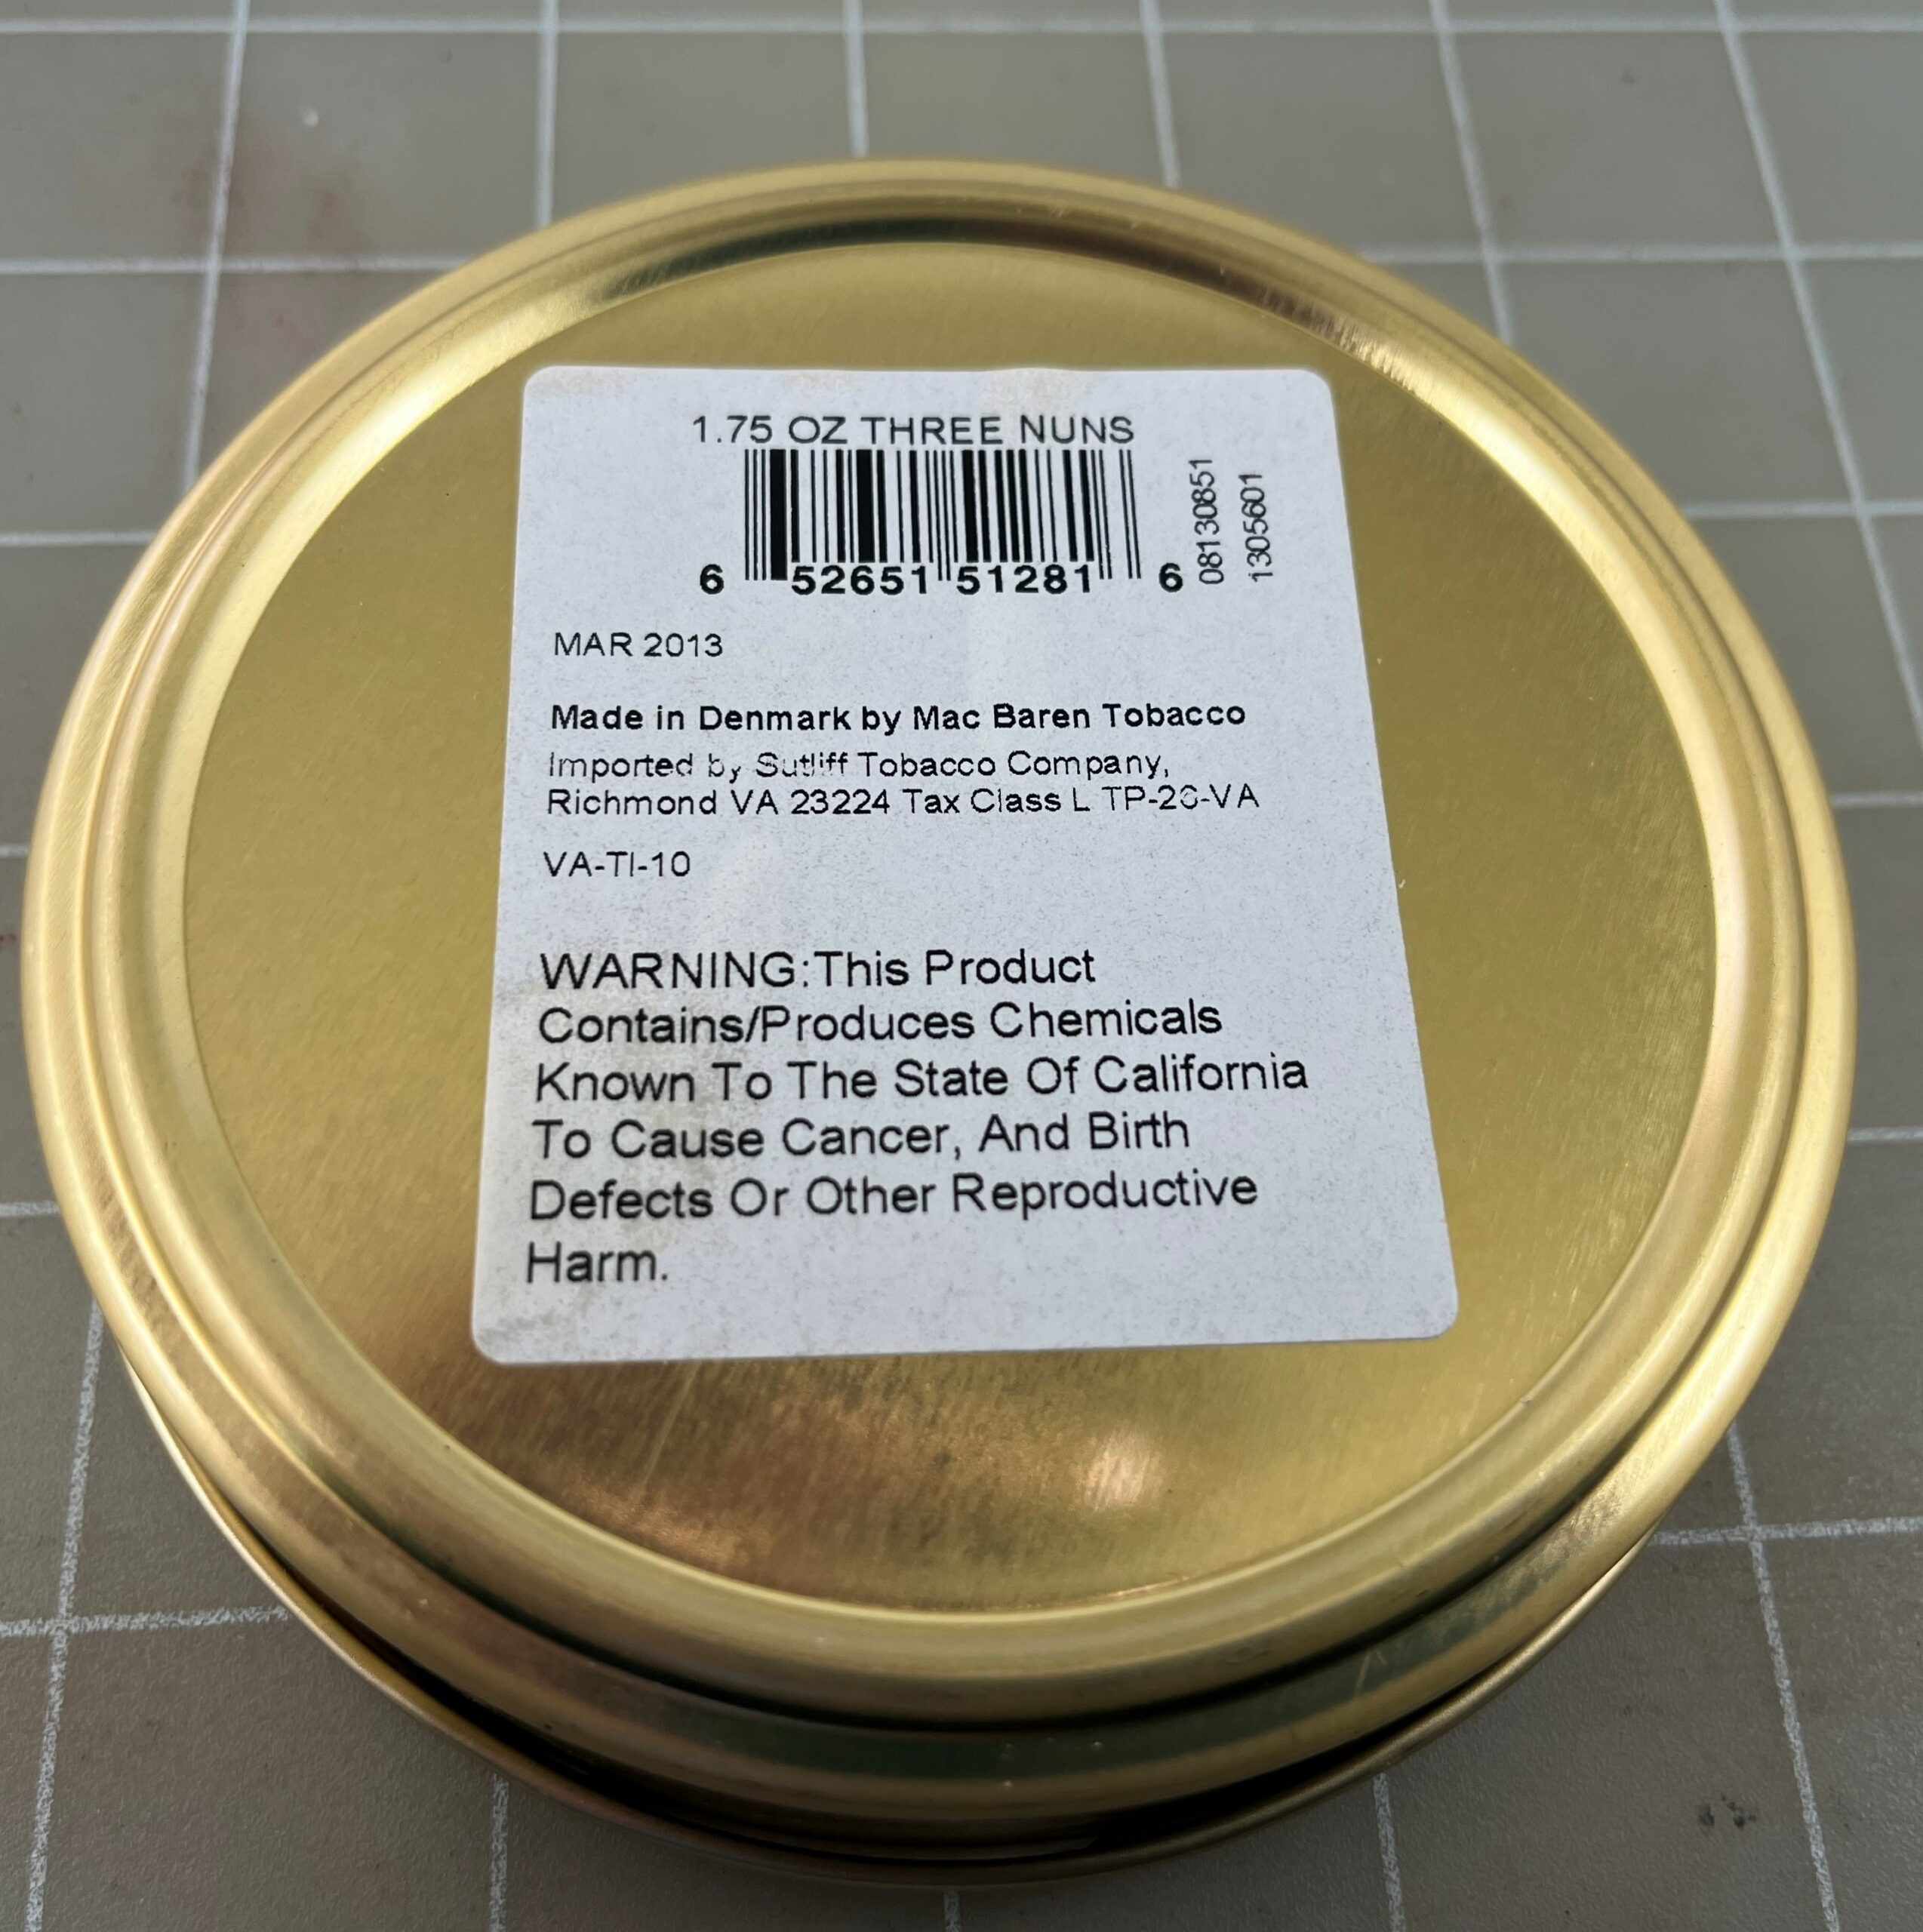 1.75 OZ THREE NUNS
6 52651 51281 6
08130851
1305601
MAR 2013
Made in Denmark by Mac Baren Tobacco
Imported by Sutliff Tobacco Company,
Richmond VA 23224 Tax Class L TP-26-VA
VA-TI-10
WARNING:This Product
Contains/Produces Chemicals
Known To The State Of California
To Cause Cancer, And Birth
Defects Or Other Reproductive
Harm.